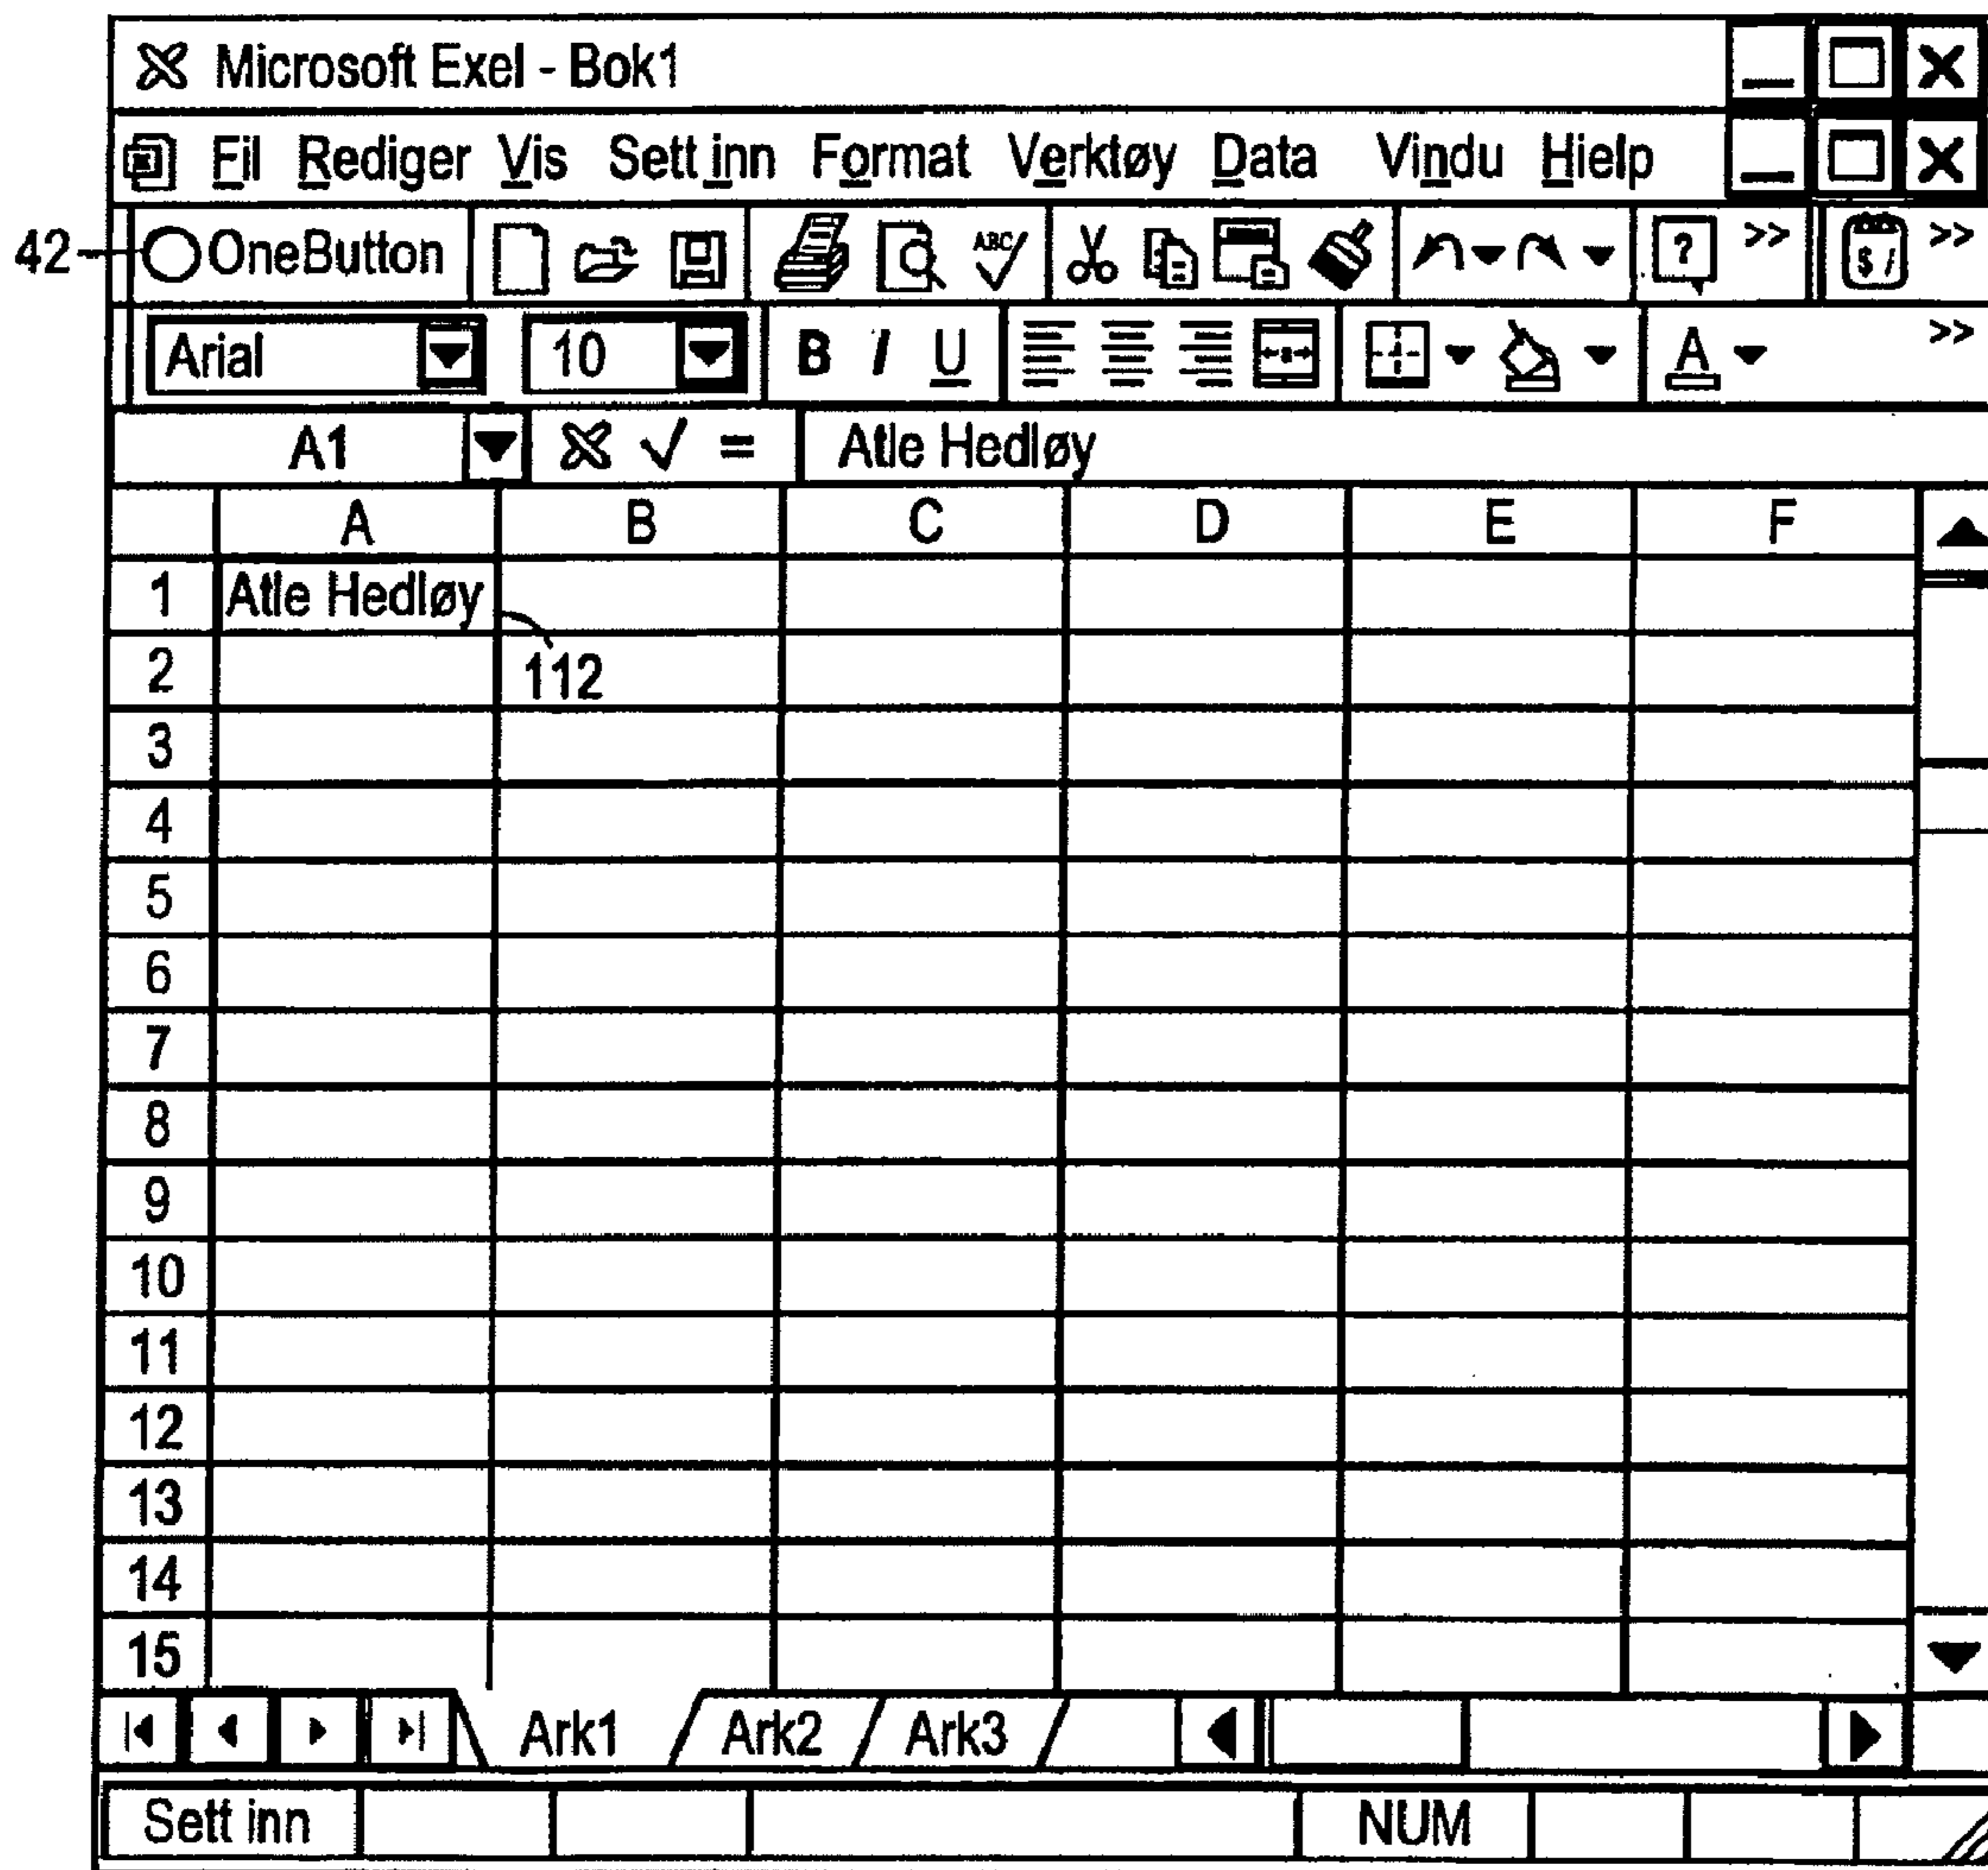 Microsoft Exel - Bok1
Fil Rediger Vis Sett inn Format Verktøy Data Vindu Hielp
42 OneButton ABC ? >> $ / >>
Arial 10 B I U A >>
A1 = Atle Hedløy
A B C D E F
1 Atle Hedløy
2 112
3
4
5
6
7
8
9
10
11
12
13
14
15
Ark1 Ark2 Ark3
Sett inn NUM